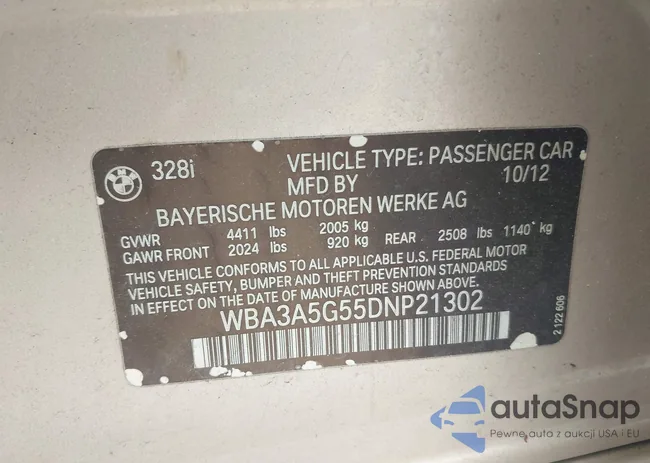 BMW
328i VEHICLE TYPE: PASSENGER CAR
MFD BY 10/12
BAYERISCHE MOTOREN WERKE AG
GVWR 4411 lbs 2005 kg
GAWR FRONT 2024 lbs 920 kg REAR 2508 lbs 1140 kg
THIS VEHICLE CONFORMS TO ALL APPLICABLE U.S. FEDERAL MOTOR
VEHICLE SAFETY, BUMPER AND THEFT PREVENTION STANDARDS
IN EFFECT ON THE DATE OF MANUFACTURE SHOWN ABOVE.
WBA3A5G55DNP21302
2 122 606
autoSnap
Pewne auta z aukcji USA i EU